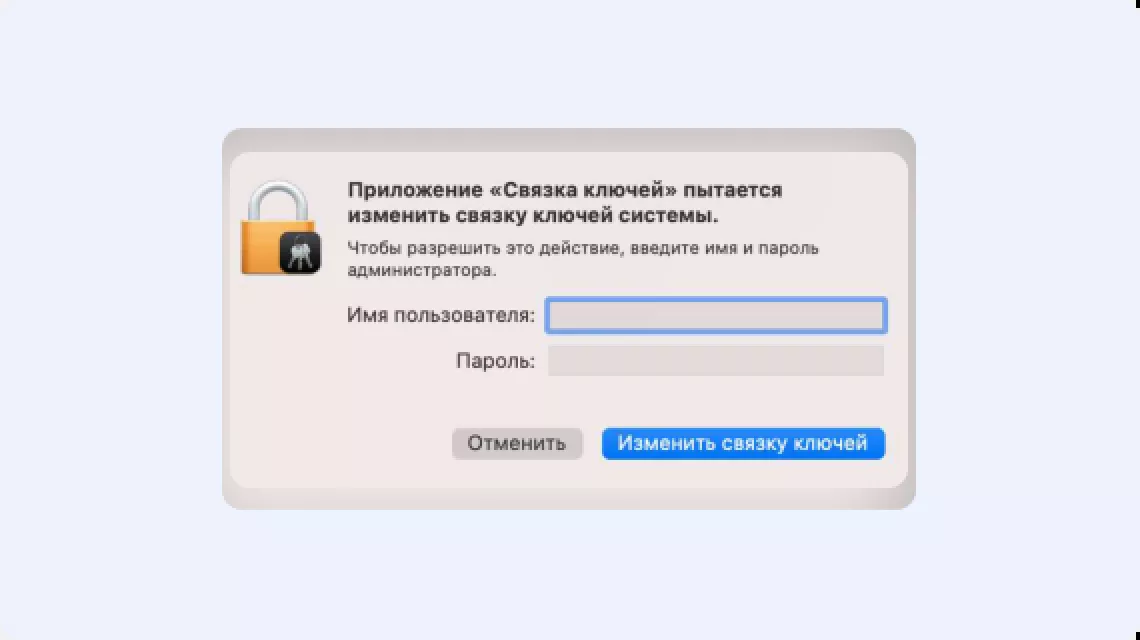 Приложение «Связка ключей» пытается
изменить связку ключей системы.
Чтобы разрешить это действие, введите имя и пароль
администратора.
Имя пользователя:
Пароль:
Отменить
Изменить связку ключей